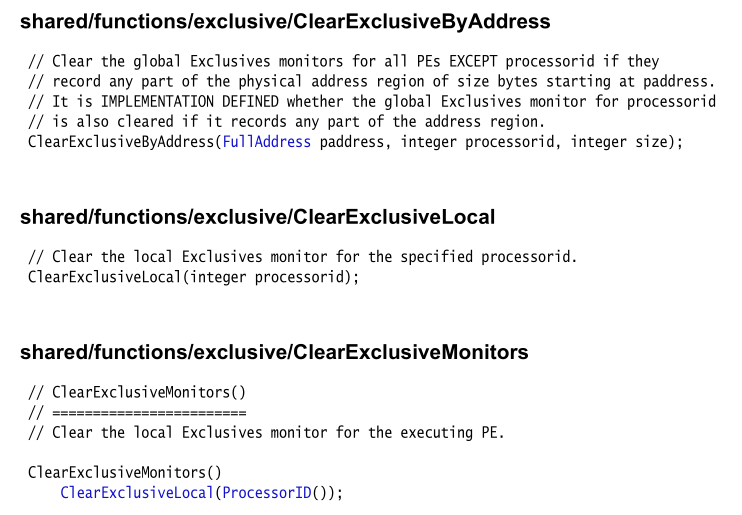 shared/functions/exclusive/ClearExclusiveByAddress
// Clear the global Exclusives monitors for all PEs EXCEPT processorid if they
// record any part of the physical address region of size bytes starting at paddress.
// It is IMPLEMENTATION DEFINED whether the global Exclusives monitor for processorid
// is also cleared if it records any part of the address region.
ClearExclusiveByAddress(FullAddress paddress, integer processorid, integer size);
shared/functions/exclusive/ClearExclusiveLocal
// Clear the local Exclusives monitor for the specified processorid.
ClearExclusiveLocal(integer processorid);
shared/functions/exclusive/ClearExclusiveMonitors
// ClearExclusiveMonitors()
// ========================
// Clear the local Exclusives monitor for the executing PE.
ClearExclusiveMonitors()
ClearExclusiveLocal(ProcessorID());